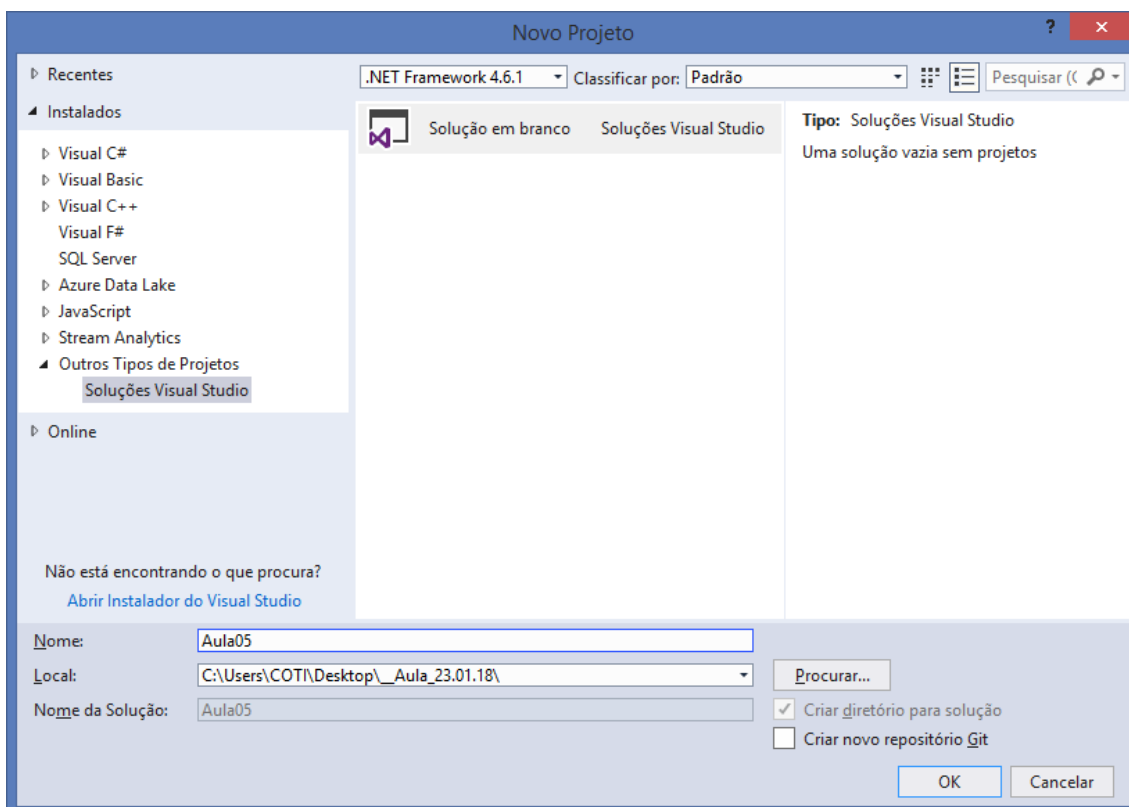 Novo Projeto
?
Recentes
.NET Framework 4.6.1
Classificar por: Padrão
Pesquisar ((
Instalados
Visual C#
Visual Basic
Visual C++
Visual F#
SQL Server
Azure Data Lake
JavaScript
Stream Analytics
Outros Tipos de Projetos
Soluções Visual Studio
Online
Solução em branco Soluções Visual Studio
Tipo: Soluções Visual Studio
Uma solução vazia sem projetos
Não está encontrando o que procura?
Abrir Instalador do Visual Studio
Nome: Aula05
Local: C:\Users\COTI\Desktop\__Aula_23.01.18\
Procurar...
Nome da Solução: Aula05
Criar diretório para solução
Criar novo repositório Git
OK
Cancelar